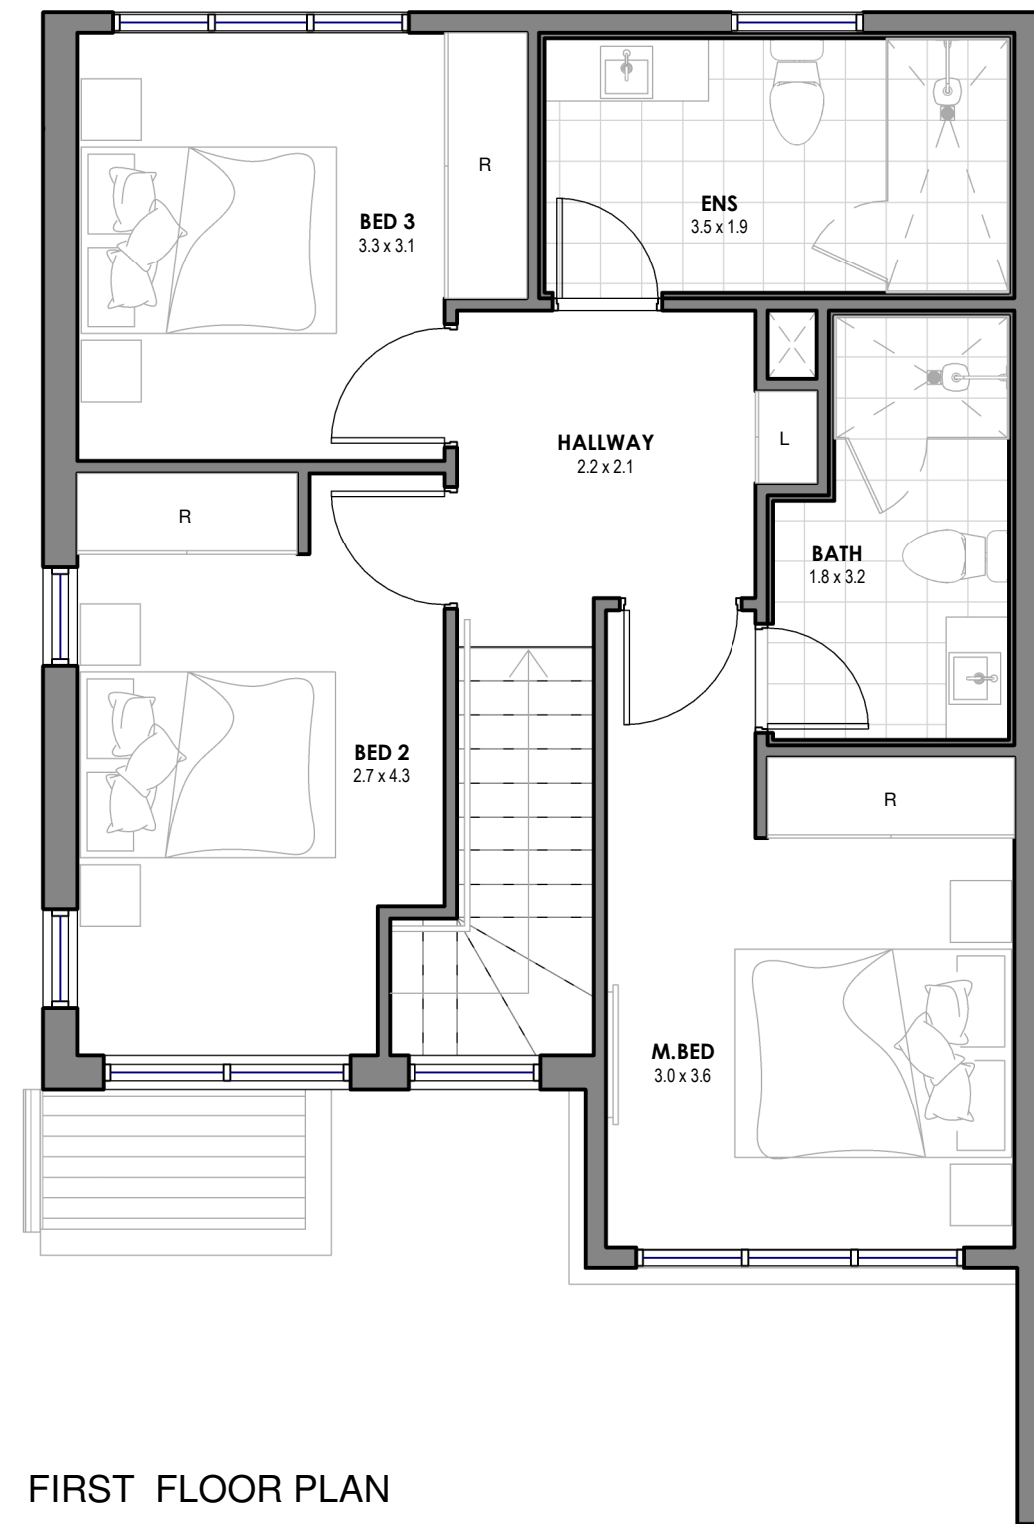 R
ENS
3.5 x 1.9
BED 3
3.3 x 3.1
HALLWAY
2.2 x 2.1
L
R
BATH
1.8 x 3.2
BED 2
2.7 x 4.3
R
M.BED
3.0 x 3.6
FIRST FLOOR PLAN